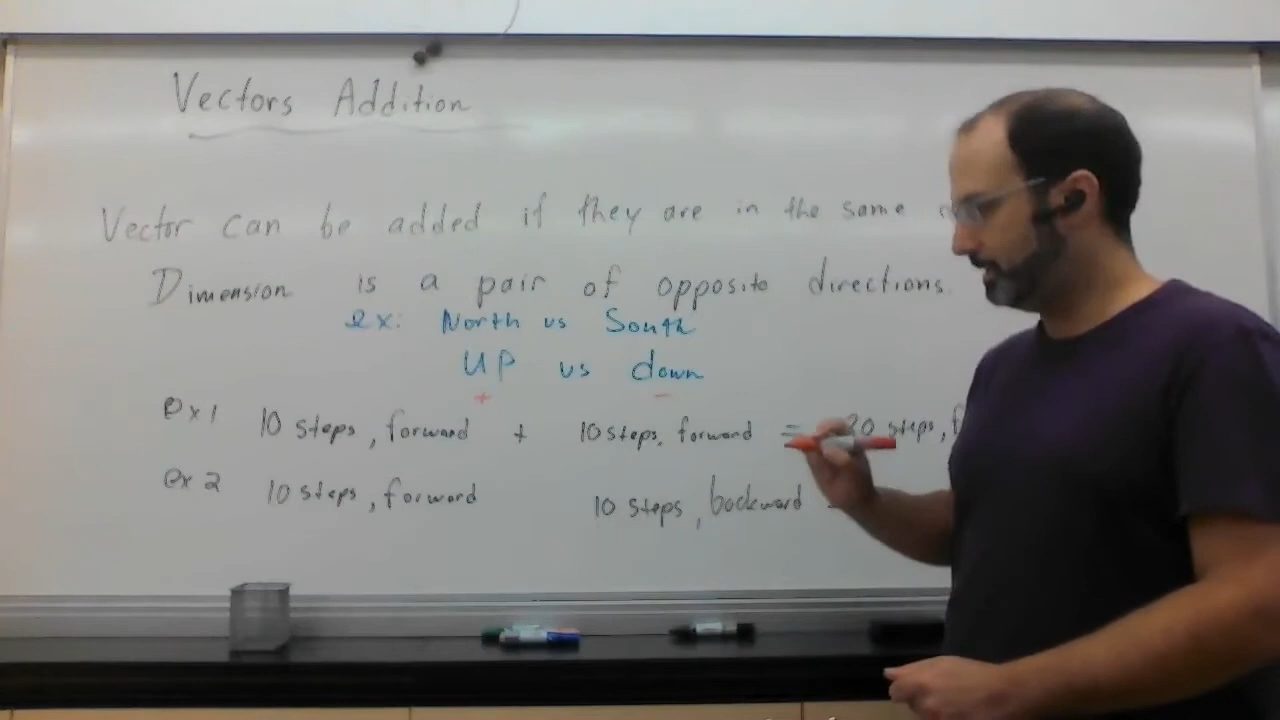 Vectors Addition
Vector can be added if they are in the same
Dimension is a pair of opposite directions.
ex: North vs South
UP vs down
+ -
ex 1 10 steps, forward + 10 steps, forward = 20 steps, f
ex 2 10 steps, forward 10 steps, backward